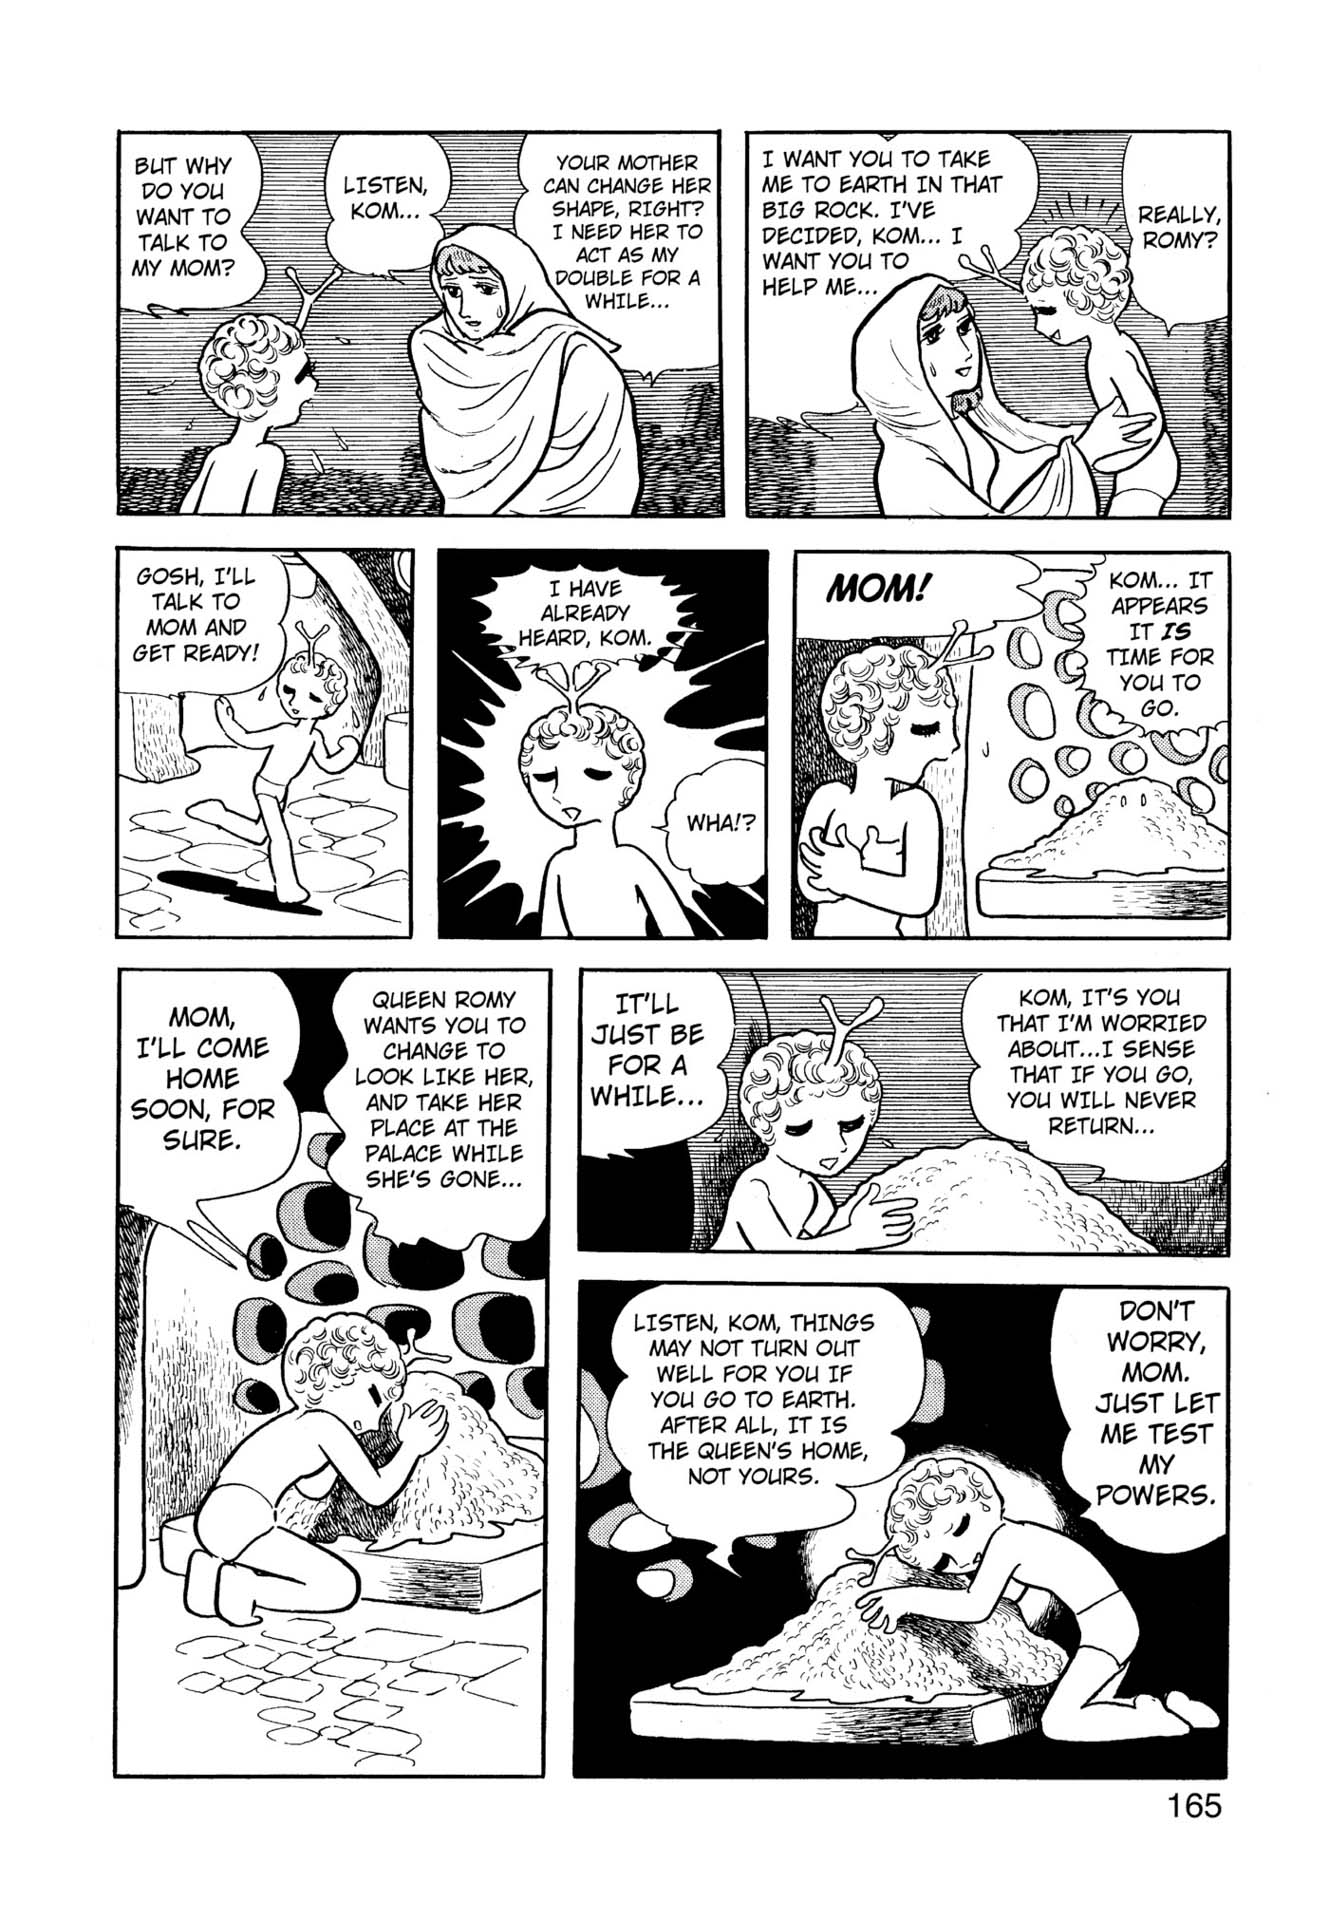 BUT WHY
DO YOU
WANT TO
TALK TO
MY MOM?
LISTEN,
KOM...
YOUR MOTHER
CAN CHANGE HER
SHAPE, RIGHT?
I NEED HER TO
ACT AS MY
DOUBLE FOR A
WHILE...
I WANT YOU TO TAKE
ME TO EARTH IN THAT
BIG ROCK. I'VE
DECIDED, KOM... I
WANT YOU TO
HELP ME...
REALLY,
ROMY?
GOSH, I'LL
TALK TO
MOM AND
GET READY!
I HAVE
ALREADY
HEARD, KOM.
WHA!?
MOM!
KOM... IT
APPEARS
IT IS
TIME FOR
YOU TO
GO.
MOM,
I'LL COME
HOME
SOON, FOR
SURE.
QUEEN ROMY
WANTS YOU TO
CHANGE TO
LOOK LIKE HER,
AND TAKE HER
PLACE AT THE
PALACE WHILE
SHE'S GONE...
IT'LL
JUST BE
FOR A
WHILE...
KOM, IT'S YOU
THAT I'M WORRIED
ABOUT...I SENSE
THAT IF YOU GO,
YOU WILL NEVER
RETURN...
LISTEN, KOM, THINGS
MAY NOT TURN OUT
WELL FOR YOU IF
YOU GO TO EARTH.
AFTER ALL, IT IS
THE QUEEN'S HOME,
NOT YOURS.
DON'T
WORRY,
MOM.
JUST LET
ME TEST
MY
POWERS.
165